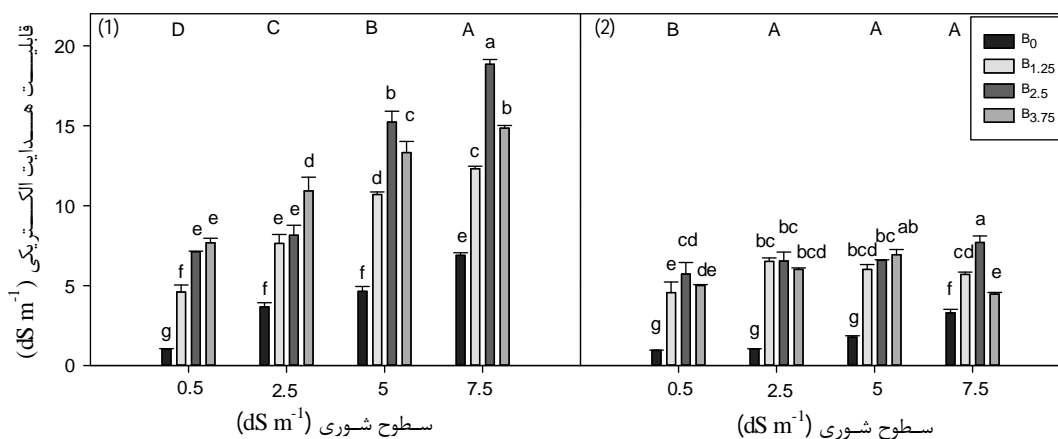 (1) D C B A
(2) B A A A
B0
B1.25
B2.5
B3.75
قابلیت هدایت الکتریکی (dS m-1)
20
15
10
5
0
g f e e
f e e d
f d b c
e c a b
g e cd de
g bc bc bcd
g bcd bc ab
f cd a e
0.5 2.5 5 7.5
0.5 2.5 5 7.5
سطوح شوری (dS m-1)
سطوح شوری (dS m-1)